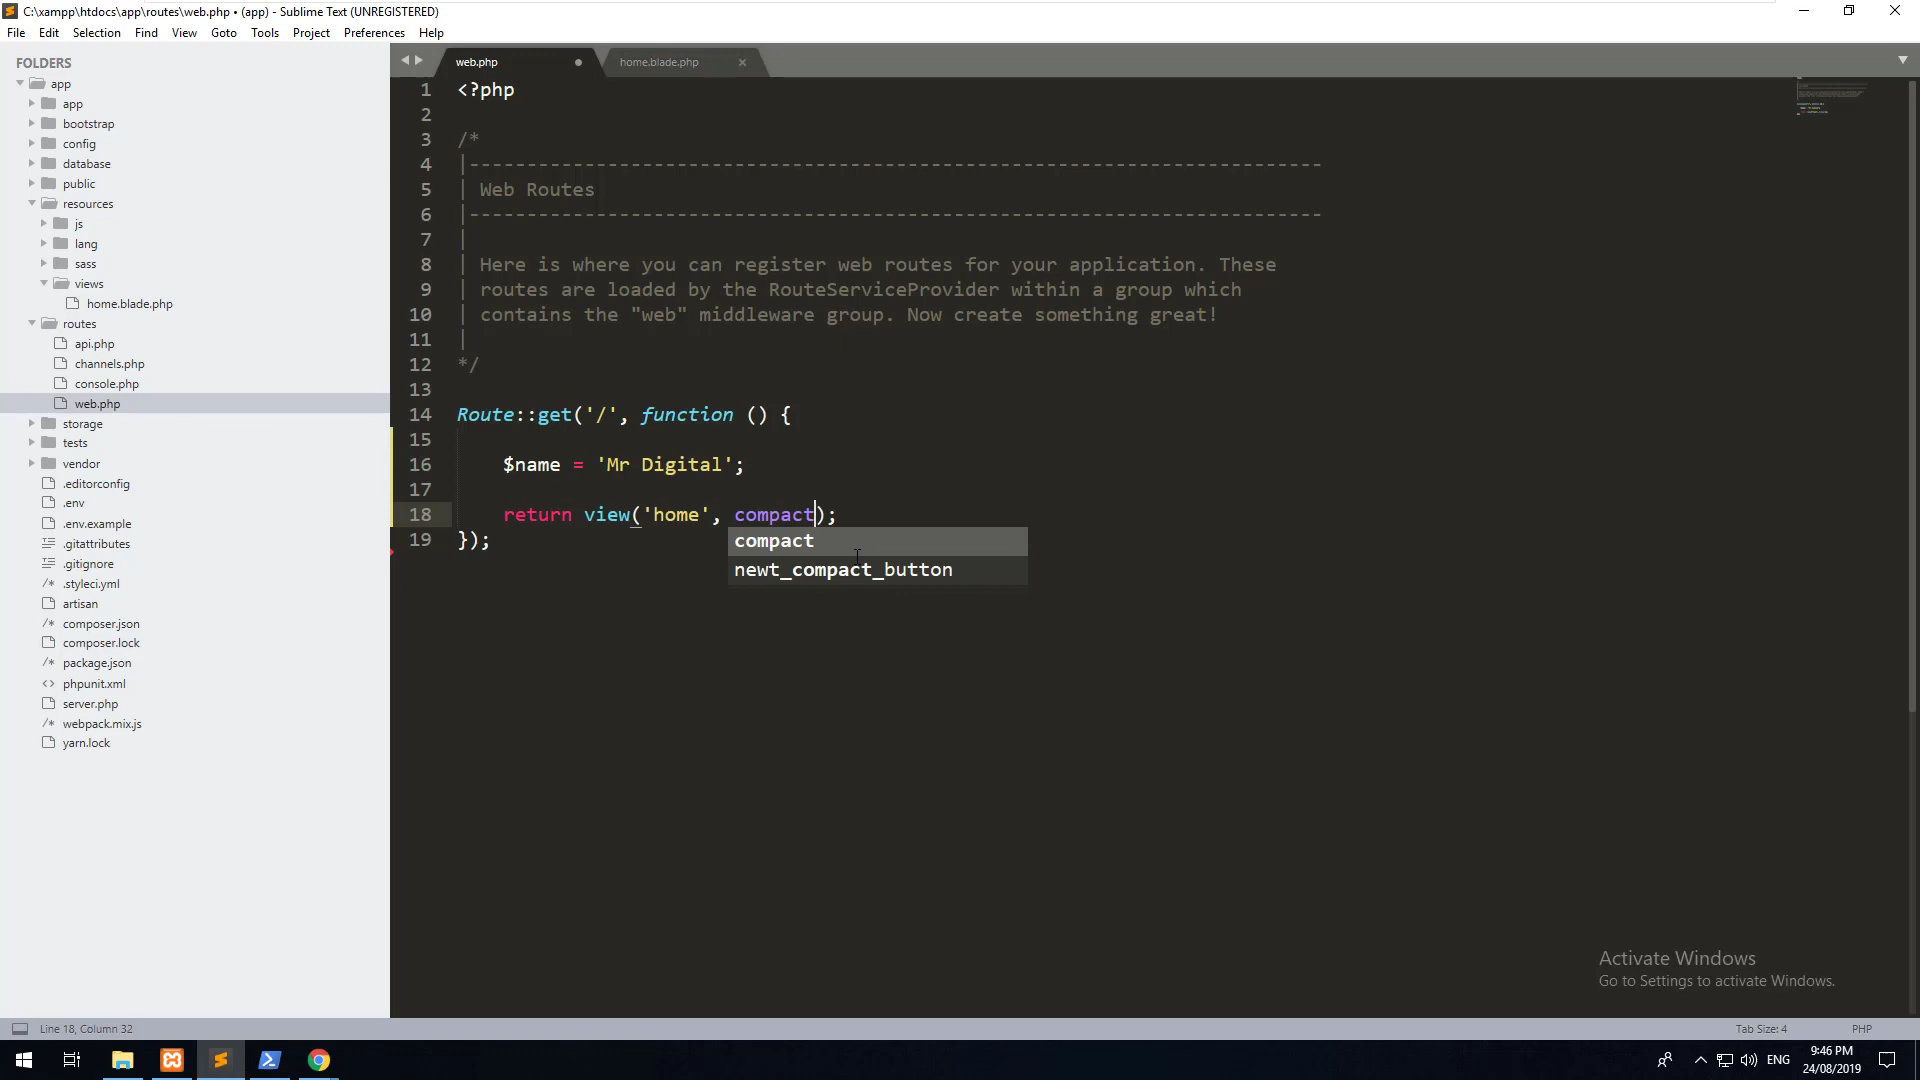 C:\xampp\htdocs\app\routes\web.php • (app) - Sublime Text (UNREGISTERED)
File Edit Selection Find View Goto Tools Project Preferences Help
FOLDERS
app
app
bootstrap
config
database
public
resources
js
lang
sass
views
home.blade.php
routes
api.php
channels.php
console.php
web.php
storage
tests
vendor
.editorconfig
.env
.env.example
.gitattributes
.gitignore
.styleci.yml
artisan
composer.json
composer.lock
package.json
phpunit.xml
server.php
webpack.mix.js
yarn.lock
web.php home.blade.php
1 <?php
2
3 /*
4 |--------------------------------------------------------------------------
5 | Web Routes
6 |--------------------------------------------------------------------------
7 |
8 | Here is where you can register web routes for your application. These
9 | routes are loaded by the RouteServiceProvider within a group which
10 | contains the "web" middleware group. Now create something great!
11 |
12 */
13
14 Route::get('/', function () {
15
16 $name = 'Mr Digital';
17
18 return view('home', compact);
19 });
compact
newt_compact_button
Activate Windows
Go to Settings to activate Windows.
Line 18, Column 32 Tab Size: 4 PHP
ENG 9:46 PM
24/08/2019